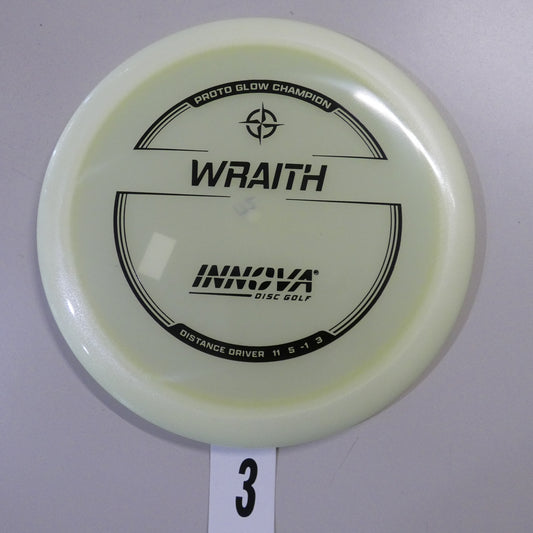 PROTO GLOW CHAMPION
WRAITH
INNOVA®
DISC GOLF
DISTANCE DRIVER 11 5 -1 3
3